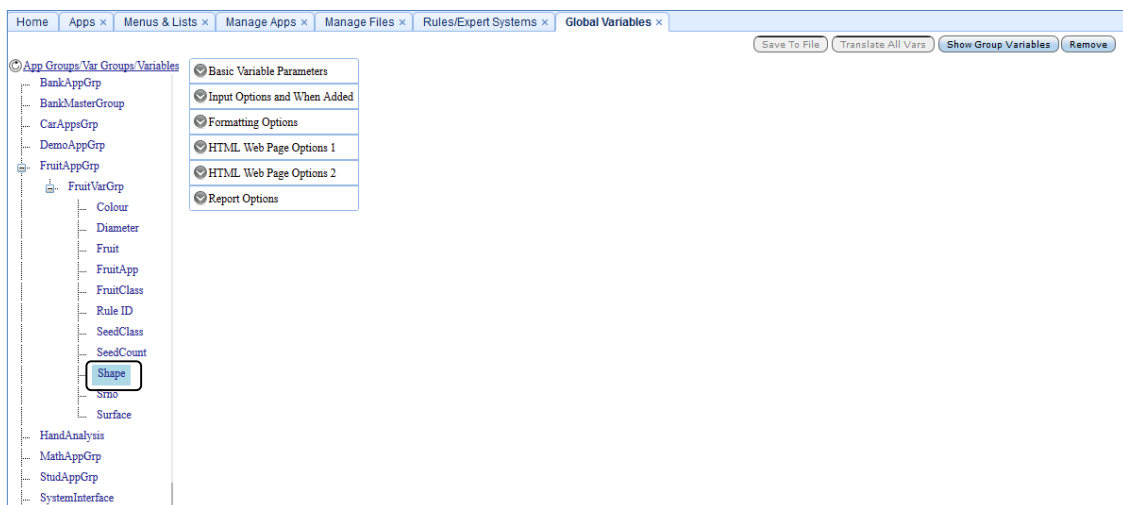 Home Apps × Menus & Lists × Manage Apps × Manage Files × Rules/Expert Systems × Global Variables ×
Save To File Translate All Vars Show Group Variables Remove
App Groups/Var Groups/Variables
BankAppGrp
BankMasterGroup
CarAppsGrp
DemoAppGrp
FruitAppGrp
FruitVarGrp
Colour
Diameter
Fruit
FruitApp
FruitClass
Rule ID
SeedClass
SeedCount
Shape
Srno
Surface
HandAnalysis
MathAppGrp
StudAppGrp
SystemInterface
Basic Variable Parameters
Input Options and When Added
Formatting Options
HTML Web Page Options 1
HTML Web Page Options 2
Report Options